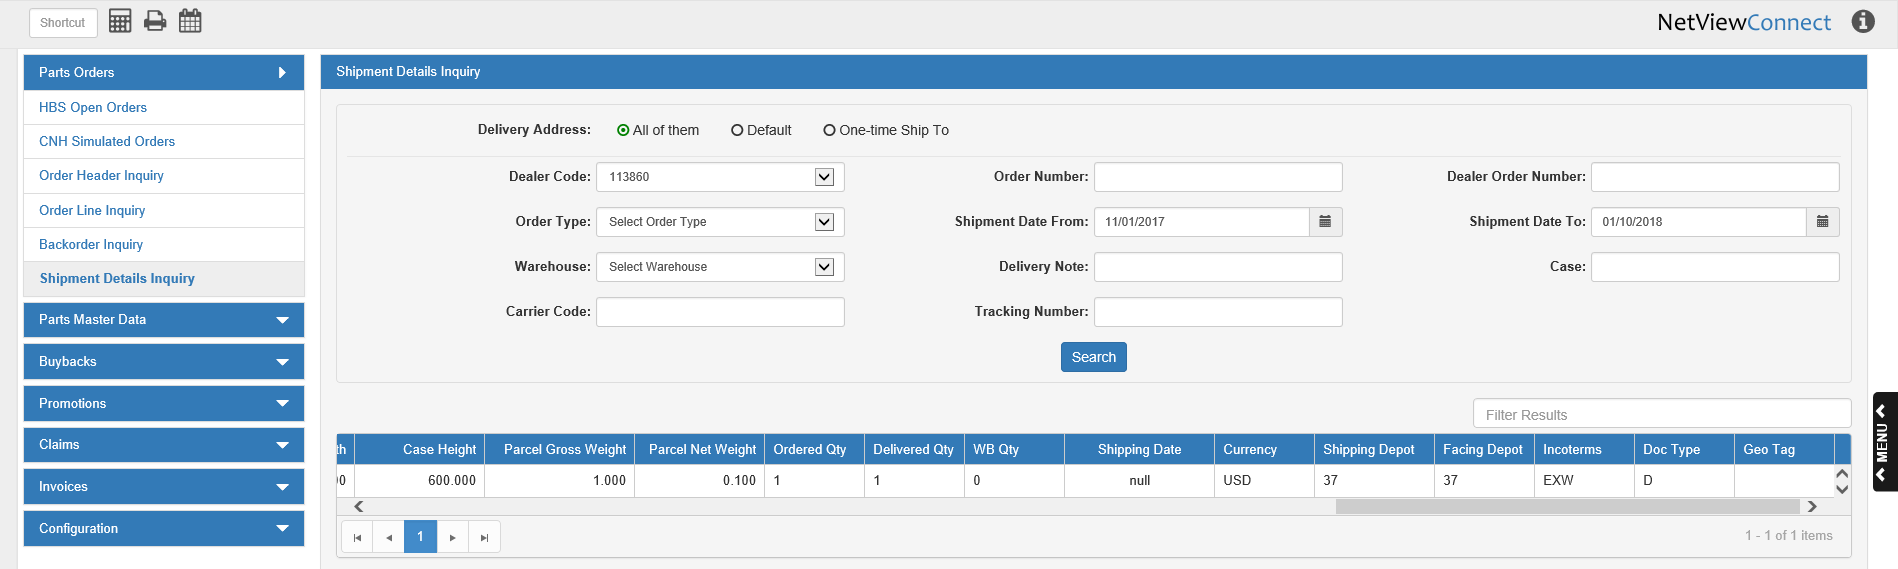 Shortcut
NetViewConnect
Parts Orders
HBS Open Orders
CNH Simulated Orders
Order Header Inquiry
Order Line Inquiry
Backorder Inquiry
Shipment Details Inquiry
Parts Master Data
Buybacks
Promotions
Claims
Invoices
Configuration
Shipment Details Inquiry
Delivery Address: All of them Default One-time Ship To
Dealer Code: 113860 Order Number: Dealer Order Number:
Order Type: Select Order Type Shipment Date From: 11/01/2017 Shipment Date To: 01/10/2018
Warehouse: Select Warehouse Delivery Note: Case:
Carrier Code: Tracking Number:
Search
Filter Results
th Case Height Parcel Gross Weight Parcel Net Weight Ordered Qty Delivered Qty WB Qty Shipping Date Currency Shipping Depot Facing Depot Incoterms Doc Type Geo Tag
0 600.000 1.000 0.100 1 1 0 null USD 37 37 EXW D
1
1 - 1 of 1 items
MENU